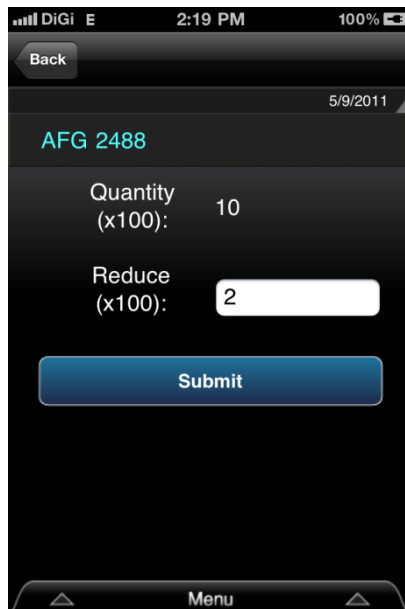 DiGi E 2:19 PM 100%
Back
5/9/2011
AFG 2488
Quantity
(x100): 10
Reduce
(x100): 2
Submit
Menu